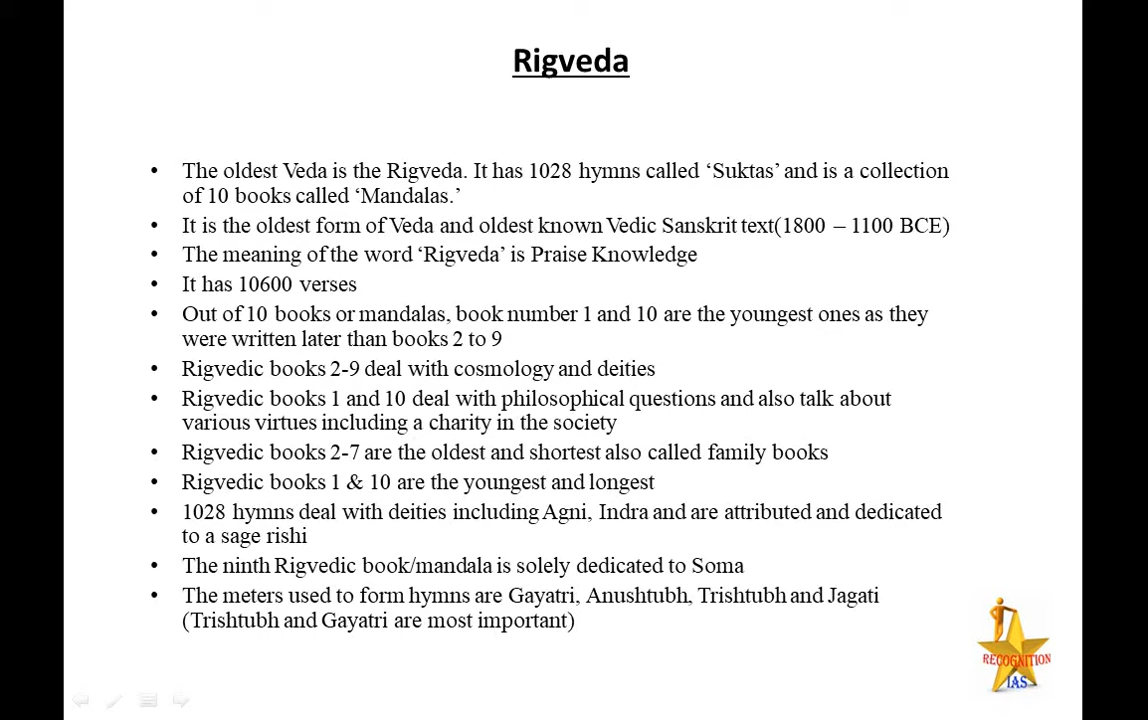 Rigveda
• The oldest Veda is the Rigveda. It has 1028 hymns called ‘Suktas’ and is a collection
of 10 books called ‘Mandalas.’
• It is the oldest form of Veda and oldest known Vedic Sanskrit text(1800 – 1100 BCE)
• The meaning of the word ‘Rigveda’ is Praise Knowledge
• It has 10600 verses
• Out of 10 books or mandalas, book number 1 and 10 are the youngest ones as they
were written later than books 2 to 9
• Rigvedic books 2-9 deal with cosmology and deities
• Rigvedic books 1 and 10 deal with philosophical questions and also talk about
various virtues including a charity in the society
• Rigvedic books 2-7 are the oldest and shortest also called family books
• Rigvedic books 1 & 10 are the youngest and longest
• 1028 hymns deal with deities including Agni, Indra and are attributed and dedicated
to a sage rishi
• The ninth Rigvedic book/mandala is solely dedicated to Soma
• The meters used to form hymns are Gayatri, Anushtubh, Trishtubh and Jagati
(Trishtubh and Gayatri are most important)
RECOGNITION
IAS